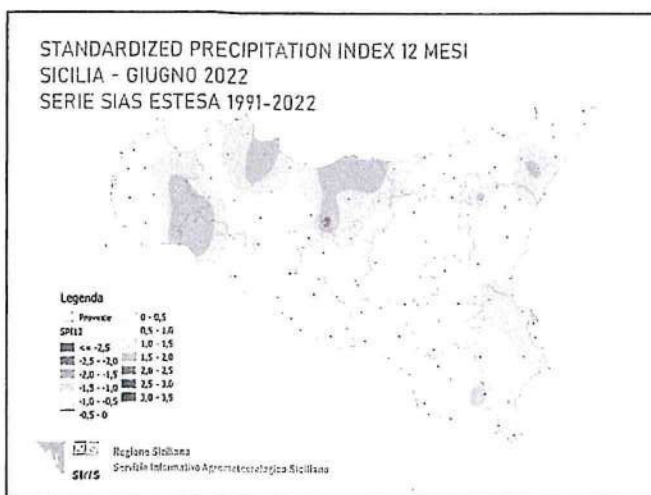 STANDARDIZED PRECIPITATION INDEX 12 MESI
SICILIA - GIUGNO 2022
SERIE SIAS ESTESA 1991-2022
Legenda
Province
SPI12
<= -2,5
-2,5 - -2,0
-2,0 - -1,5
-1,5 - -1,0
-1,0 - -0,5
-0,5 - 0
0 - 0,5
0,5 - 1,0
1,0 - 1,5
1,5 - 2,0
2,0 - 2,5
2,5 - 3,0
3,0 - 3,5
SIAS
Regione Siciliana
Servizio Informativo Agrometeorologico Siciliano